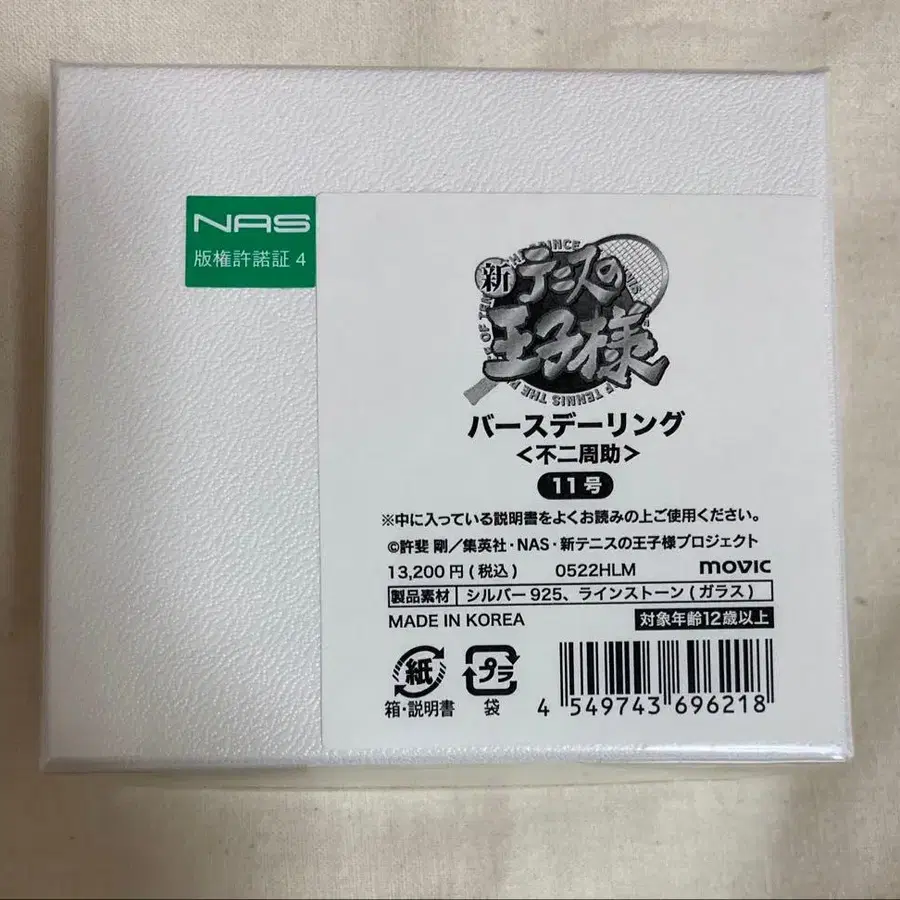 NAS
版権許諾証 4
新テニスの
王子様
バースデーリング
<不二周助>
11号
※中に入っている説明書をよくお読みの上ご使用ください。
©許斐 剛／集英社・NAS・新テニスの王子様プロジェクト
13,200円(税込) 0522HLM movic
製品素材 シルバー925、ラインストーン(ガラス)
MADE IN KOREA 対象年齢12歳以上
紙 プラ
箱・説明書 袋
4 549743 696218